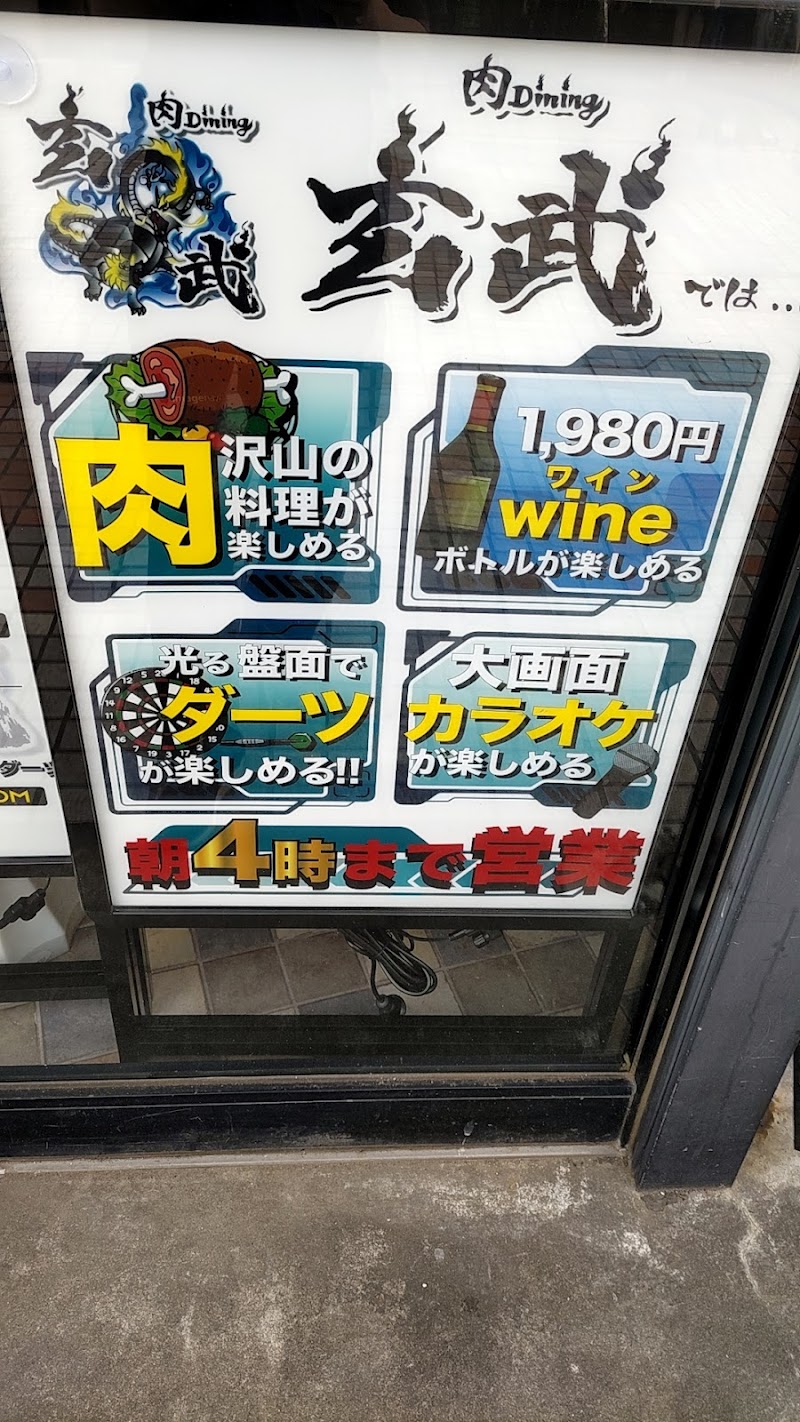 肉Dining
玄武
肉Dining
玄武
では...
肉
沢山の
料理が
楽しめる
1,980円
ワイン
wine
ボトルが楽しめる
光る盤面で
ダーツ
が楽しめる!!
大画面
カラオケ
が楽しめる
朝4時まで営業
ダーツ
OM